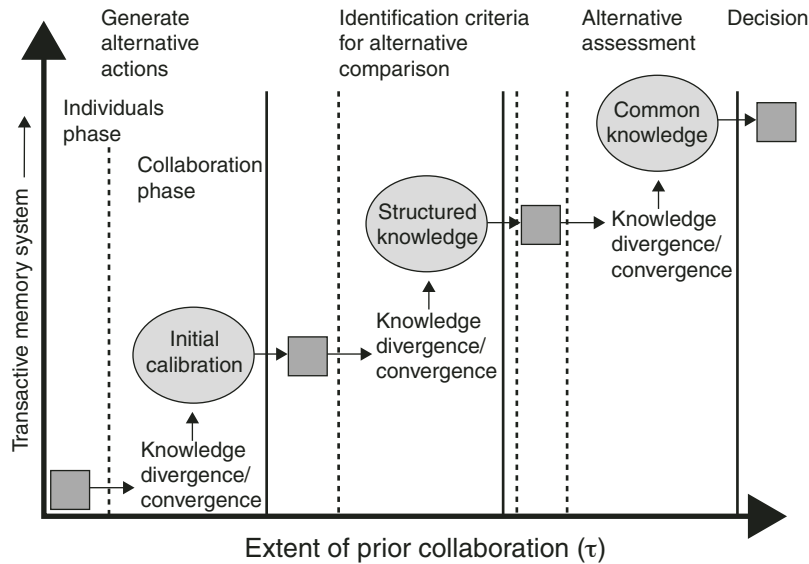 Generate
alternative
actions
Identification criteria
for alternative
comparison
Alternative
assessment
Decision
Individuals
phase
Collaboration
phase
Transactive memory system
Initial
calibration
Knowledge
divergence/
convergence
Structured
knowledge
Knowledge
divergence/
convergence
Common
knowledge
Knowledge
divergence/
convergence
Extent of prior collaboration (τ)